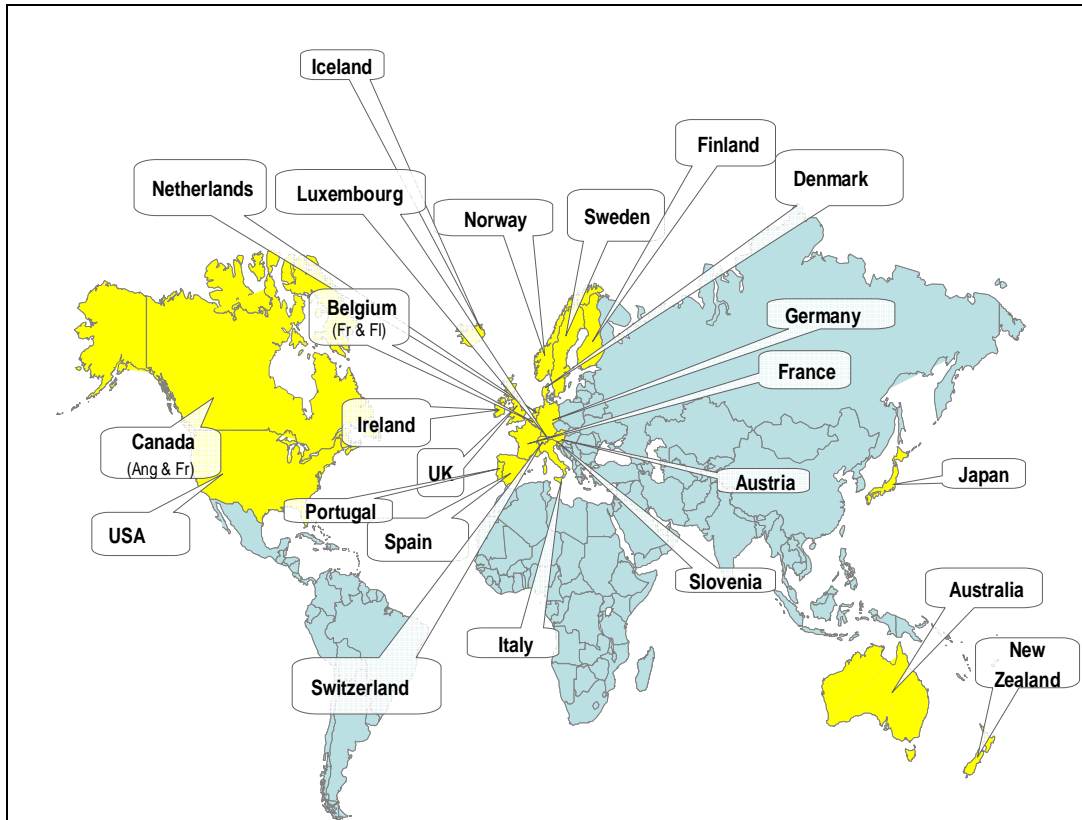 Iceland
Finland
Denmark
Netherlands
Luxembourg
Norway
Sweden
Belgium
(Fr & Fl)
Germany
France
Ireland
Canada
(Ang & Fr)
UK
Austria
Japan
Portugal
USA
Spain
Slovenia
Australia
Italy
New
Zealand
Switzerland